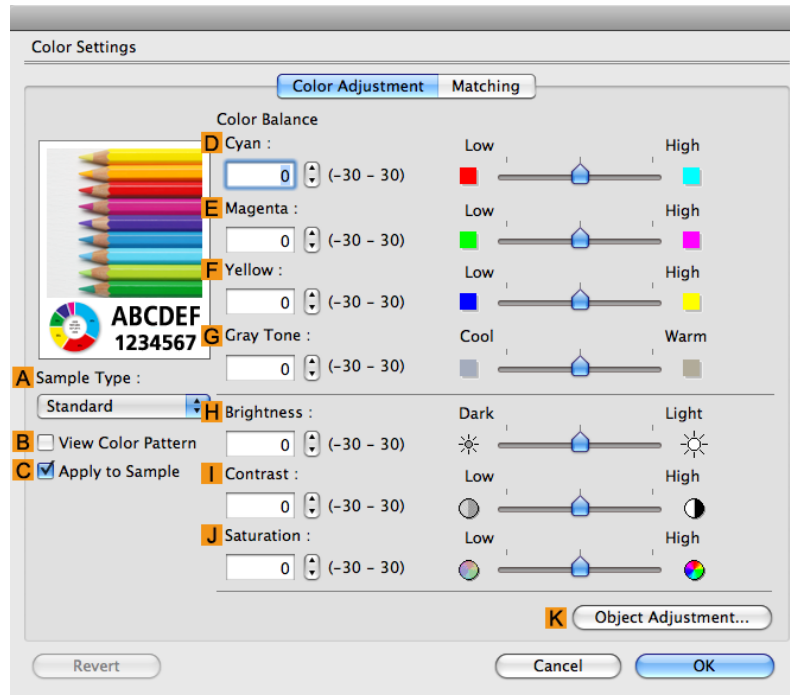 Color Settings
Color Adjustment Matching
Color Balance
D Cyan : Low High
0 (-30 – 30)
E Magenta : Low High
0 (-30 – 30)
F Yellow : Low High
0 (-30 – 30)
ABCDEF
1234567
G Gray Tone : Cool Warm
0 (-30 – 30)
A Sample Type :
Standard
H Brightness : Dark Light
B View Color Pattern 0 (-30 – 30)
C Apply to Sample
I Contrast : Low High
0 (-30 – 30)
J Saturation : Low High
0 (-30 – 30)
K Object Adjustment...
Revert Cancel OK